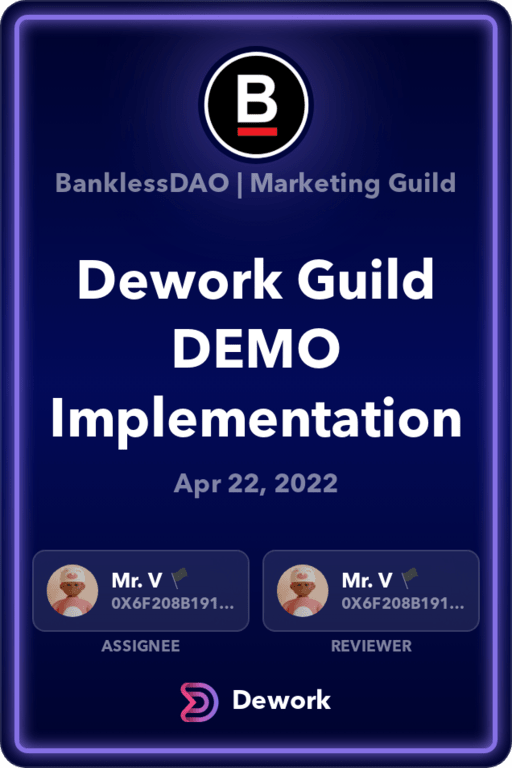 B
BanklessDAO | Marketing Guild
Dework Guild
DEMO
Implementation
Apr 22, 2022
Mr. V 🏴
0X6F208B191...
ASSIGNEE
Mr. V 🏴
0X6F208B191...
REVIEWER
Dework